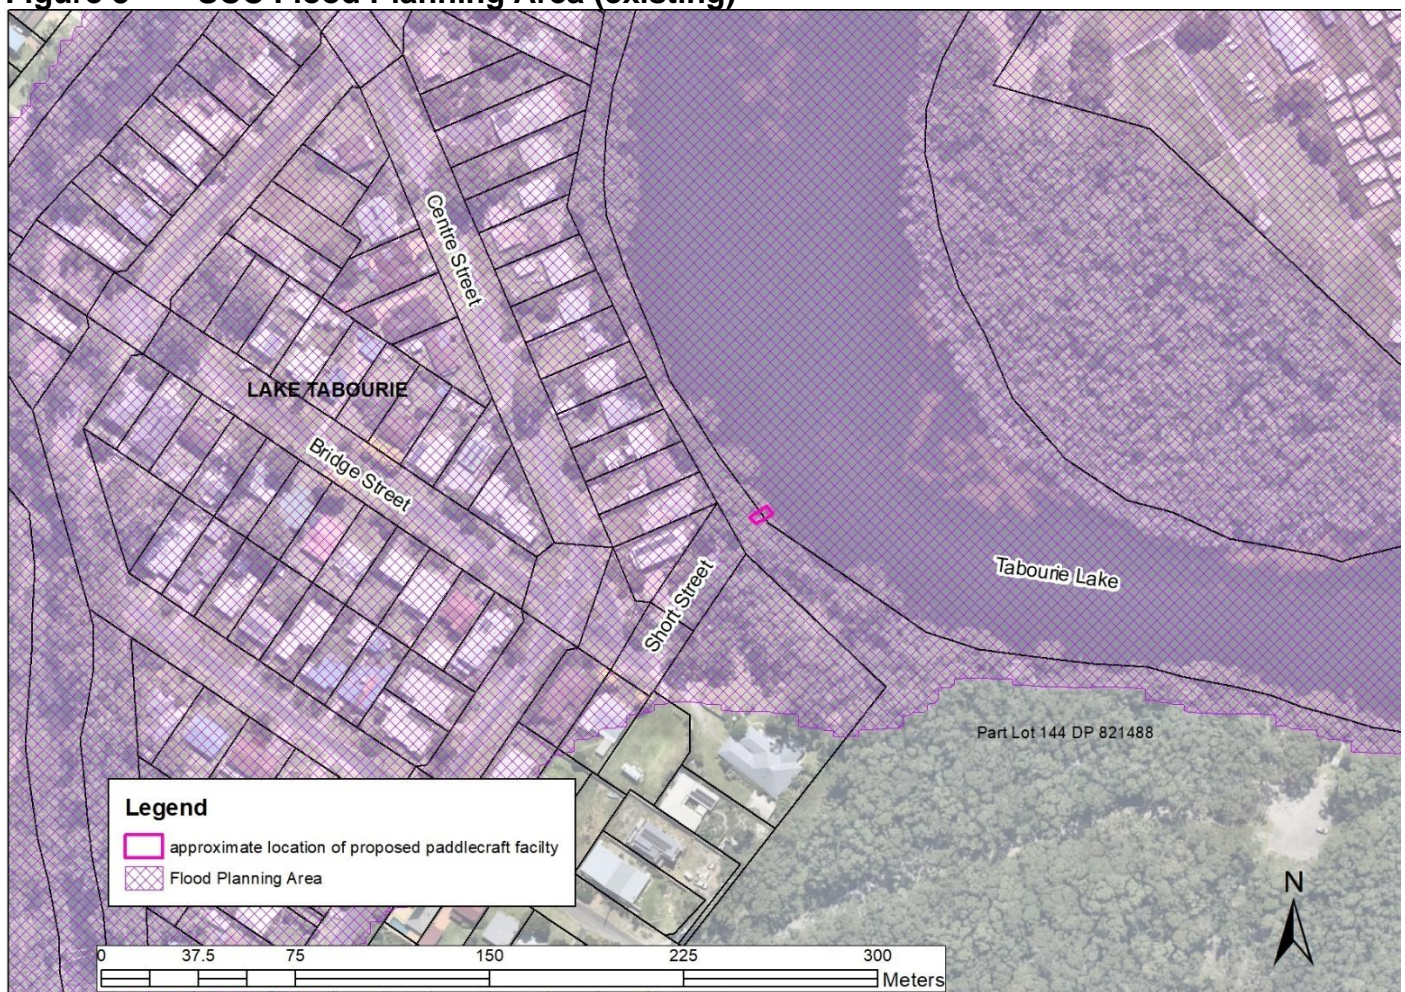 Figure SCC Flood Planning Area (existing)
Centre Street
LAKE TABOURIE
Bridge Street
Tabourie Lake
Short Street
Part Lot 144 DP 821488
Legend
approximate location of proposed paddlecraft facilty
Flood Planning Area
N
0 37.5 75 150 225 300
Meters